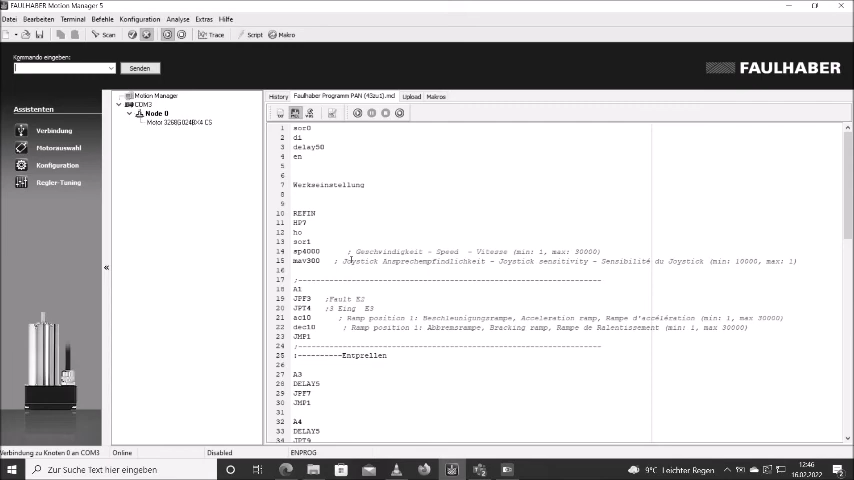 FAULHABER Motion Manager 5
Datei Bearbeiten Terminal Befehle Konfiguration Analyse Extras Hilfe
Scan Trace Script Makro
Kommando eingeben:
Senden
FAULHABER
Assistenten
Verbindung
Motorauswahl
Konfiguration
Regler-Tuning
Motion Manager
COM3
Node 0
Motor 3268G024BX4 CS
History Faulhaber Programm PAN (43zu1).mcl Upload Makros
1 sor0
2 di
3 delay50
4 en
5
6
7 Werkseinstellung
8
9
10 REFIN
11 HP7
12 ho
13 sor1
14 sp4000 ; Geschwindigkeit - Speed - Vitesse (min: 1, max: 30000)
15 mav300 ; Joystick Ansprechempfindlichkeit - Joystick sensitivity - Sensibilité du Joystick (min: 10000, max: 1)
16
17 ;----------------------------------------------------------------------
18 A1
19 JPF3 ;Fault E2
20 JPT4 ;3 Eing E3
21 ac10 ; Ramp position 1: Beschleunigungsrampe, Acceleration ramp, Rampe d'accélération (min: 1, max 30000)
22 dec10 ; Ramp position 1: Abbremsrampe, Bracking ramp, Rampe de Ralentissement (min: 1, max 30000)
23 JMP1
24 ;----------------------------------------------------------------------
25 ;----------Entprellen
26
27 A3
28 DELAY5
29 JPF7
30 JMP1
31
32 A4
33 DELAY5
34 JPT9
Verbindung zu Knoten 0 an COM3 Online Disabled ENPROG
Zur Suche Text hier eingeben
9°C Leichter Regen
12:46
16.02.2022